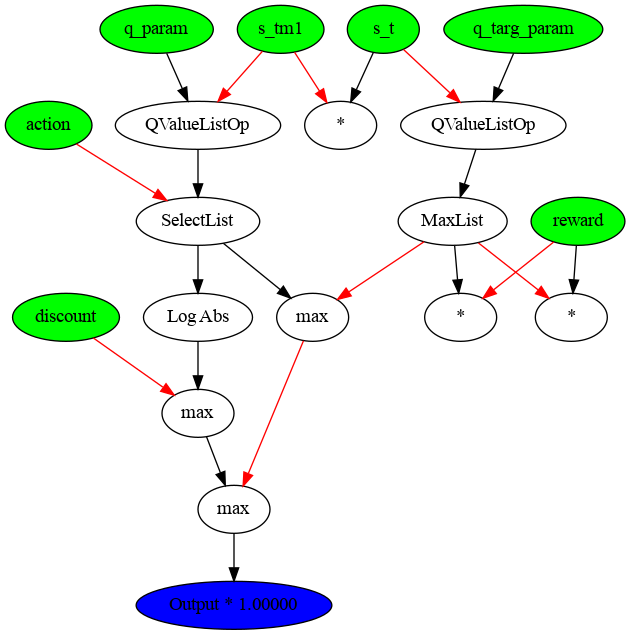 q_param
s_tm1
s_t
q_targ_param
action
QValueListOp
*
QValueListOp
SelectList
MaxList
reward
discount
Log Abs
max
*
*
max
max
Output * 1.00000